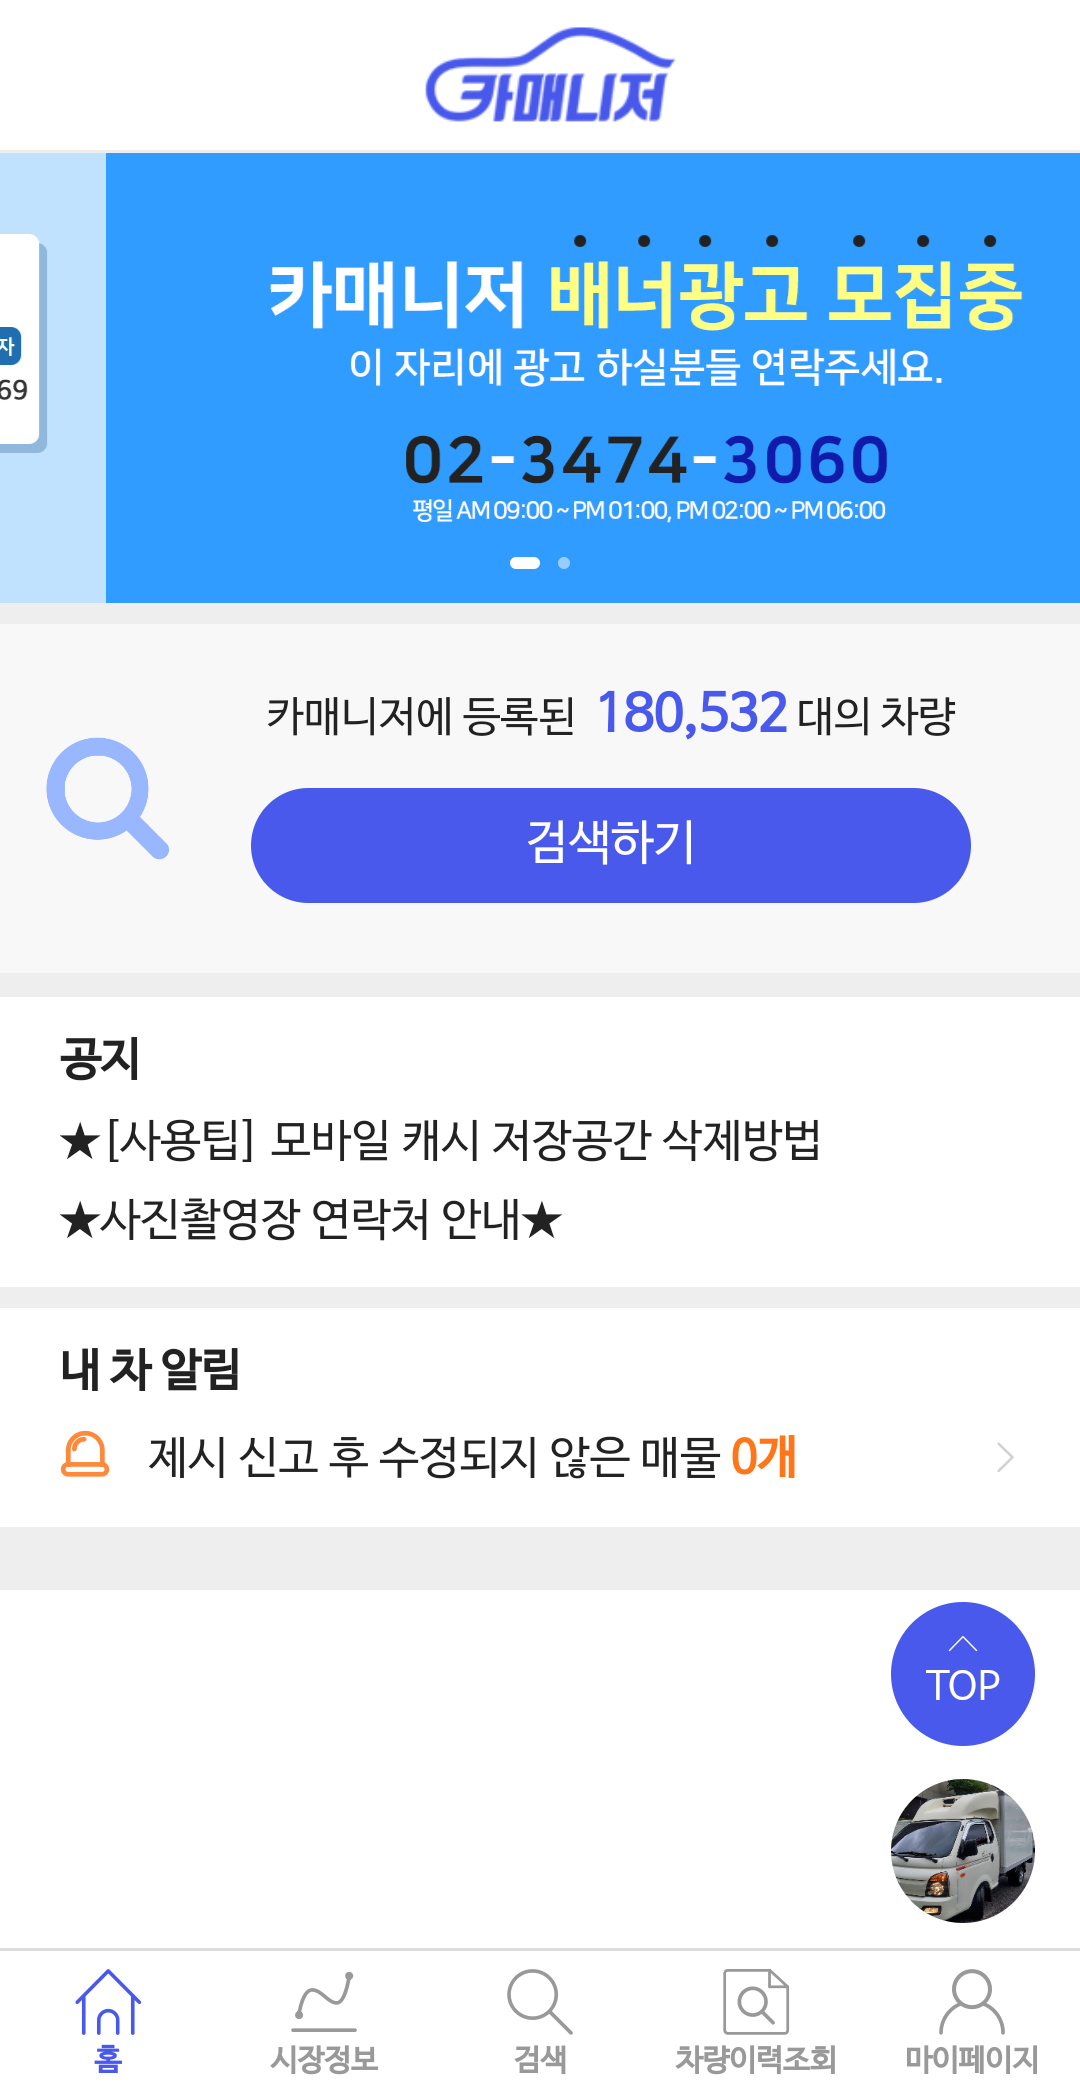 카매니저
자
69
카매니저 배너광고 모집중
이 자리에 광고 하실분들 연락주세요.
02-3474-3060
평일 AM 09:00 ~ PM 01:00, PM 02:00 ~ PM 06:00
카매니저에 등록된 180,532 대의 차량
검색하기
공지
★[사용팁] 모바일 캐시 저장공간 삭제방법
★사진촬영장 연락처 안내★
내 차 알림
제시 신고 후 수정되지 않은 매물 0개
TOP
홈 시장정보 검색 차량이력조회 마이페이지